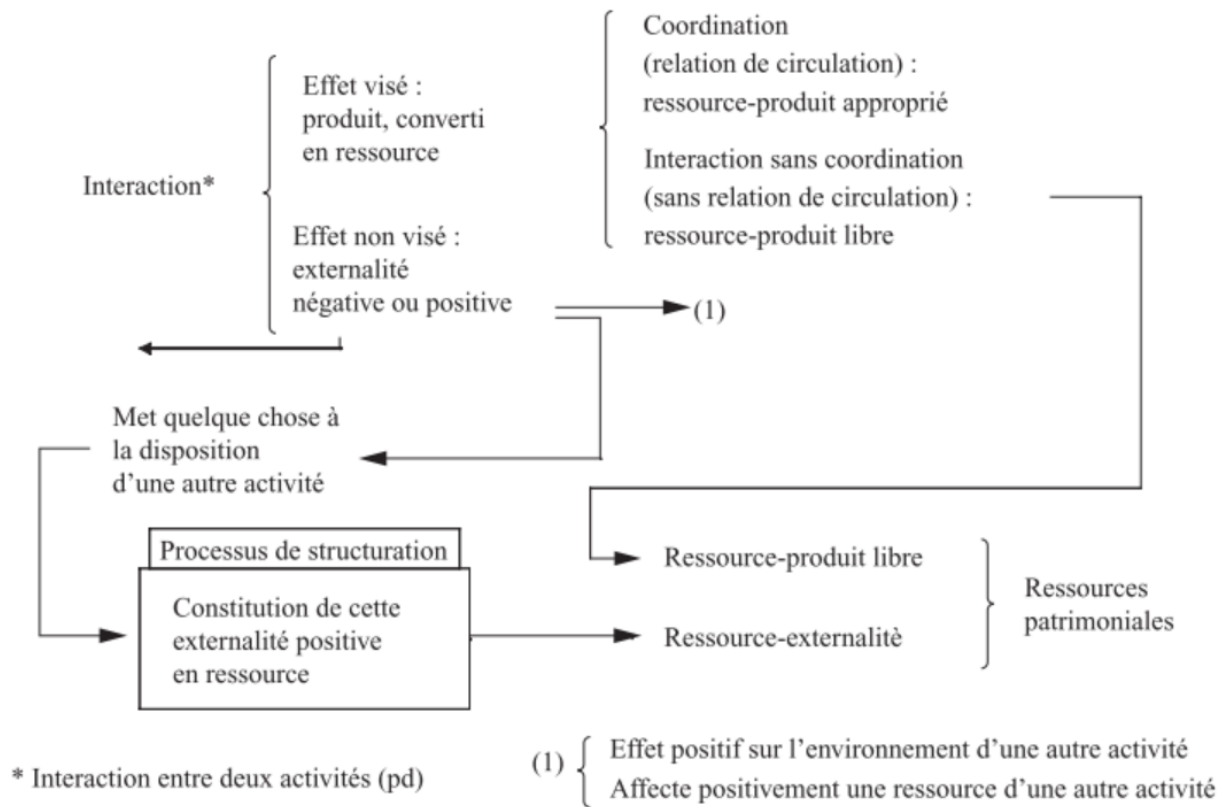 Coordination
(relation de circulation) :
ressource-produit approprié
Effet visé :
produit, converti
en ressource
Interaction*
Interaction sans coordination
(sans relation de circulation) :
ressource-produit libre
Effet non visé :
externalité
négative ou positive
(1)
Met quelque chose à
la disposition
d'une autre activité
Processus de structuration
Constitution de cette
externalité positive
en ressource
Ressource-produit libre
Ressource-externalitè
Ressources
patrimoniales
* Interaction entre deux activités (pd)
(1)
Effet positif sur l'environnement d'une autre activité
Affecte positivement une ressource d'une autre activité